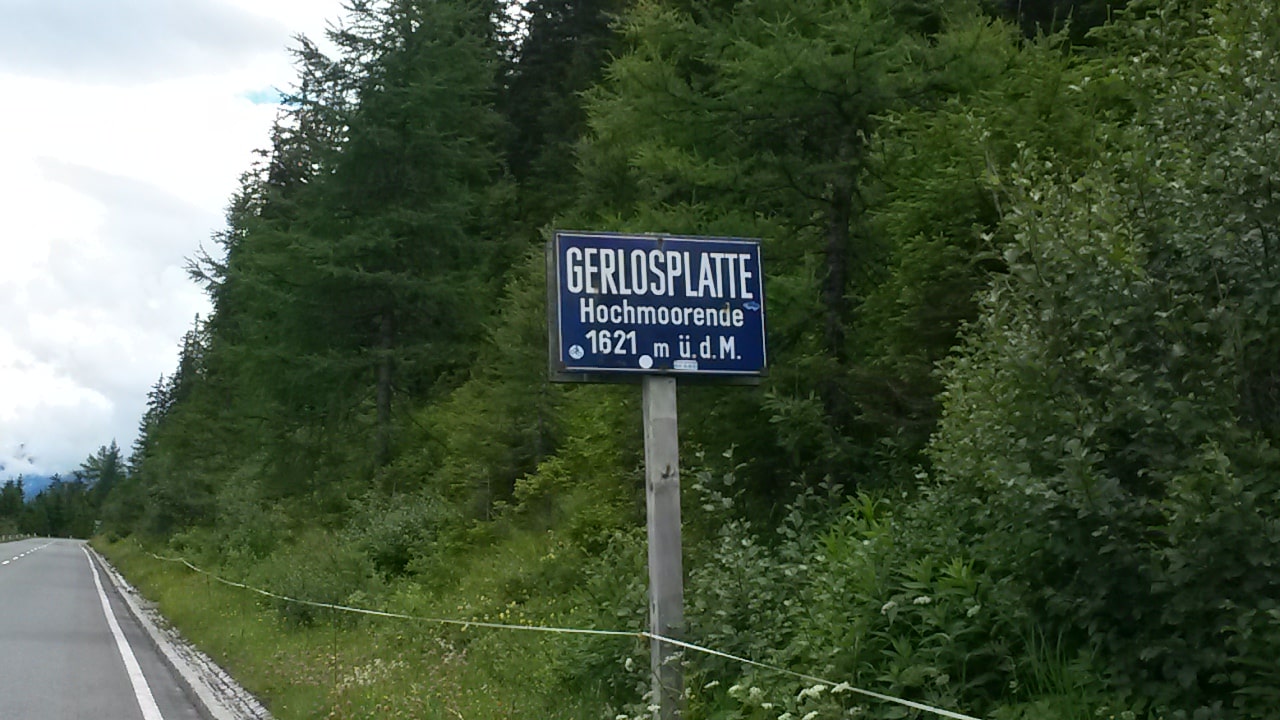 GERLOSPLATTE
Hochmoorende
1621 m ü.d.M.